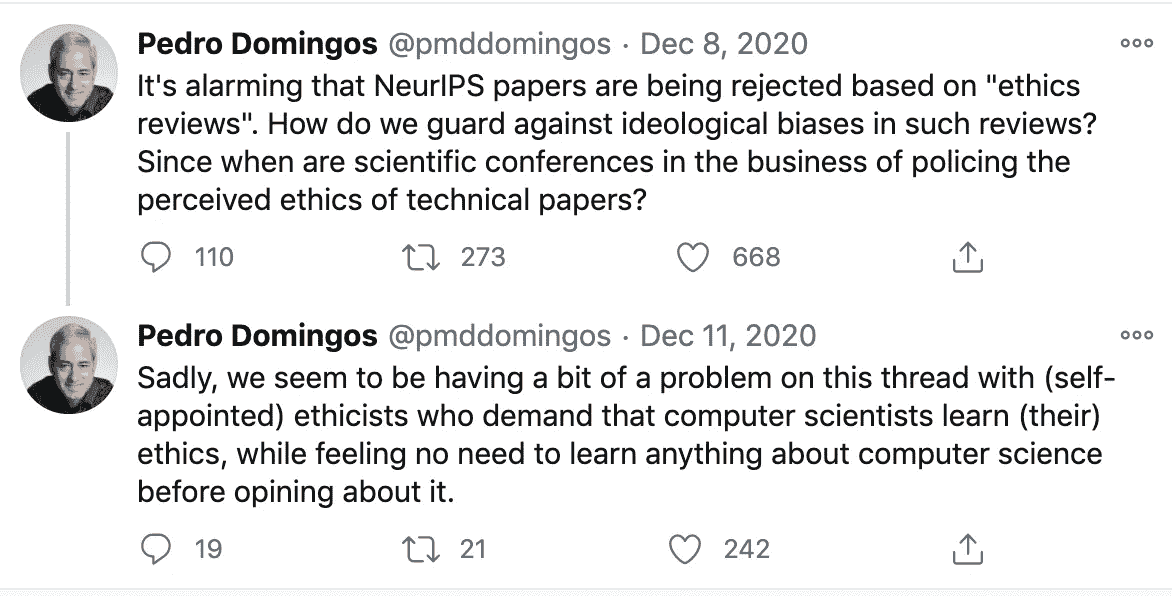 Pedro Domingos @pmddomingos · Dec 8, 2020
It's alarming that NeurIPS papers are being rejected based on "ethics
reviews". How do we guard against ideological biases in such reviews?
Since when are scientific conferences in the business of policing the
perceived ethics of technical papers?
110 273 668
Pedro Domingos @pmddomingos · Dec 11, 2020
Sadly, we seem to be having a bit of a problem on this thread with (self-
appointed) ethicists who demand that computer scientists learn (their)
ethics, while feeling no need to learn anything about computer science
before opining about it.
19 21 242